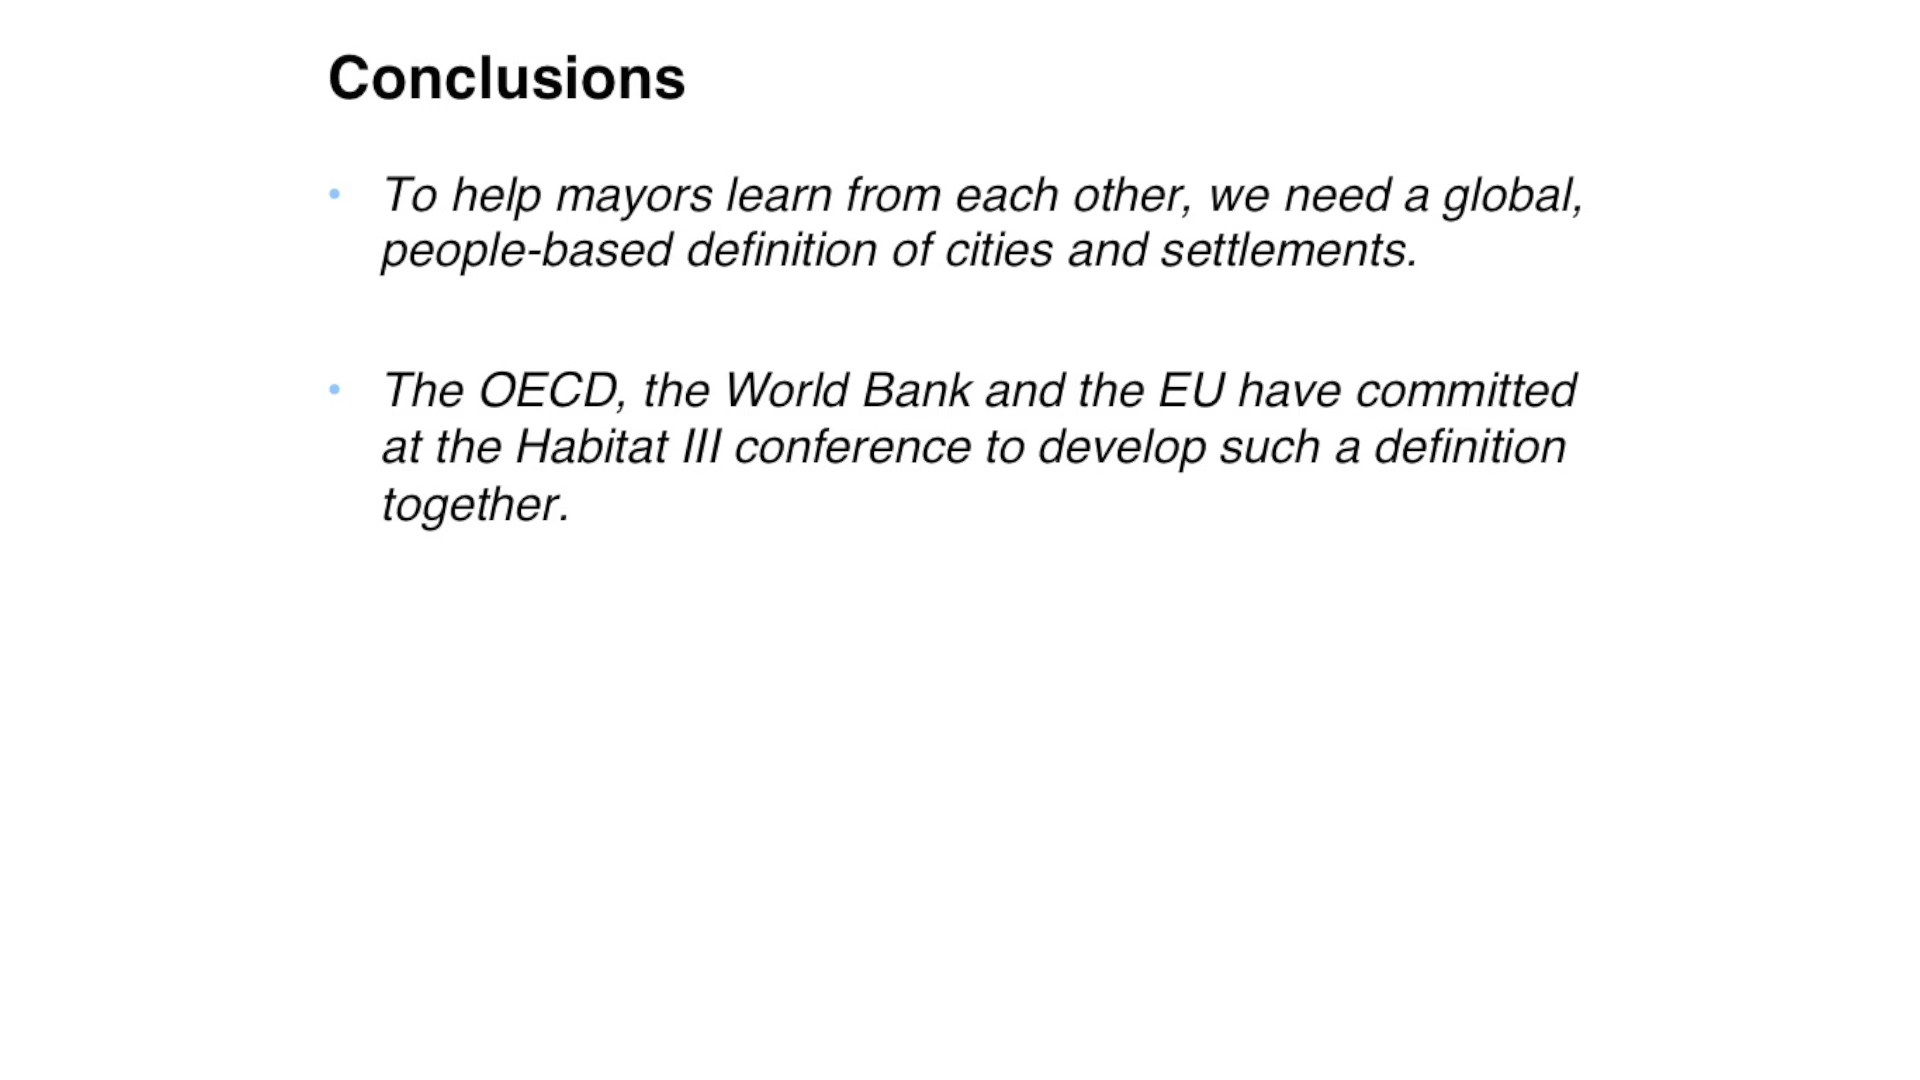 Conclusions
• To help mayors learn from each other, we need a global,
people-based definition of cities and settlements.
• The OECD, the World Bank and the EU have committed
at the Habitat III conference to develop such a definition
together.